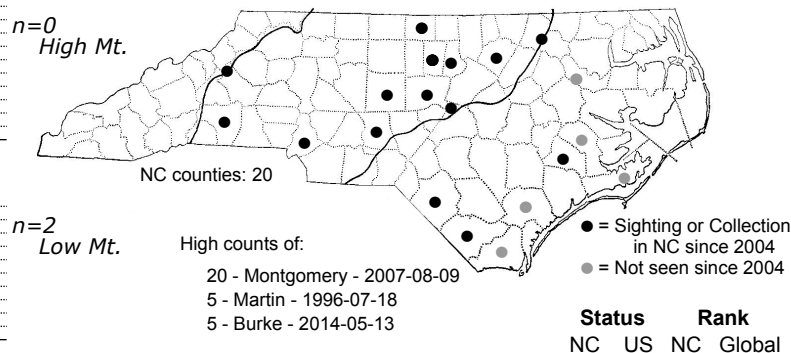 n=0
High Mt.
NC counties: 20
n=2
Low Mt.
High counts of:
20 - Montgomery - 2007-08-09
5 - Martin - 1996-07-18
5 - Burke - 2014-05-13
= Sighting or Collection
in NC since 2004
= Not seen since 2004
Status Rank
NC US NC Global